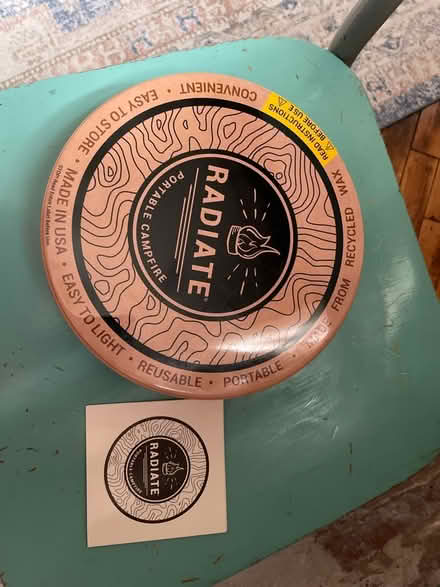 RADIATE®
PORTABLE CAMPFIRE
EASY TO LIGHT • REUSABLE • PORTABLE • MADE FROM RECYCLED WAX
MADE IN USA • EASY TO STORE • CONVENIENT
READ INSTRUCTIONS
BEFORE USE
RADIATE
PORTABLE CAMPFIRE